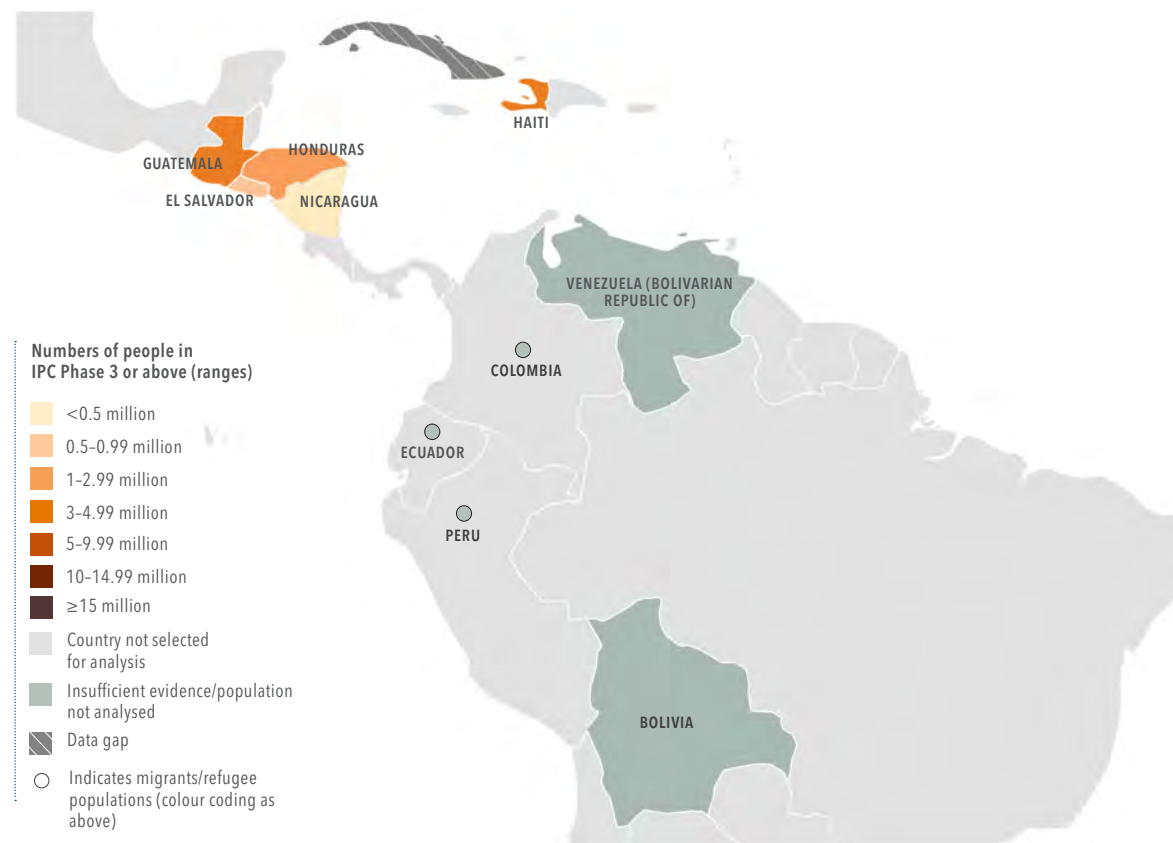 HAITI
HONDURAS
GUATEMALA
EL SALVADOR
NICARAGUA
VENEZUELA (BOLIVARIAN
REPUBLIC OF)
COLOMBIA
ECUADOR
PERU
BOLIVIA
Numbers of people in
IPC Phase 3 or above (ranges)
<0.5 million
0.5–0.99 million
1–2.99 million
3–4.99 million
5–9.99 million
10–14.99 million
≥15 million
Country not selected
for analysis
Insufficient evidence/population
not analysed
Data gap
Indicates migrants/refugee
populations (colour coding as
above)